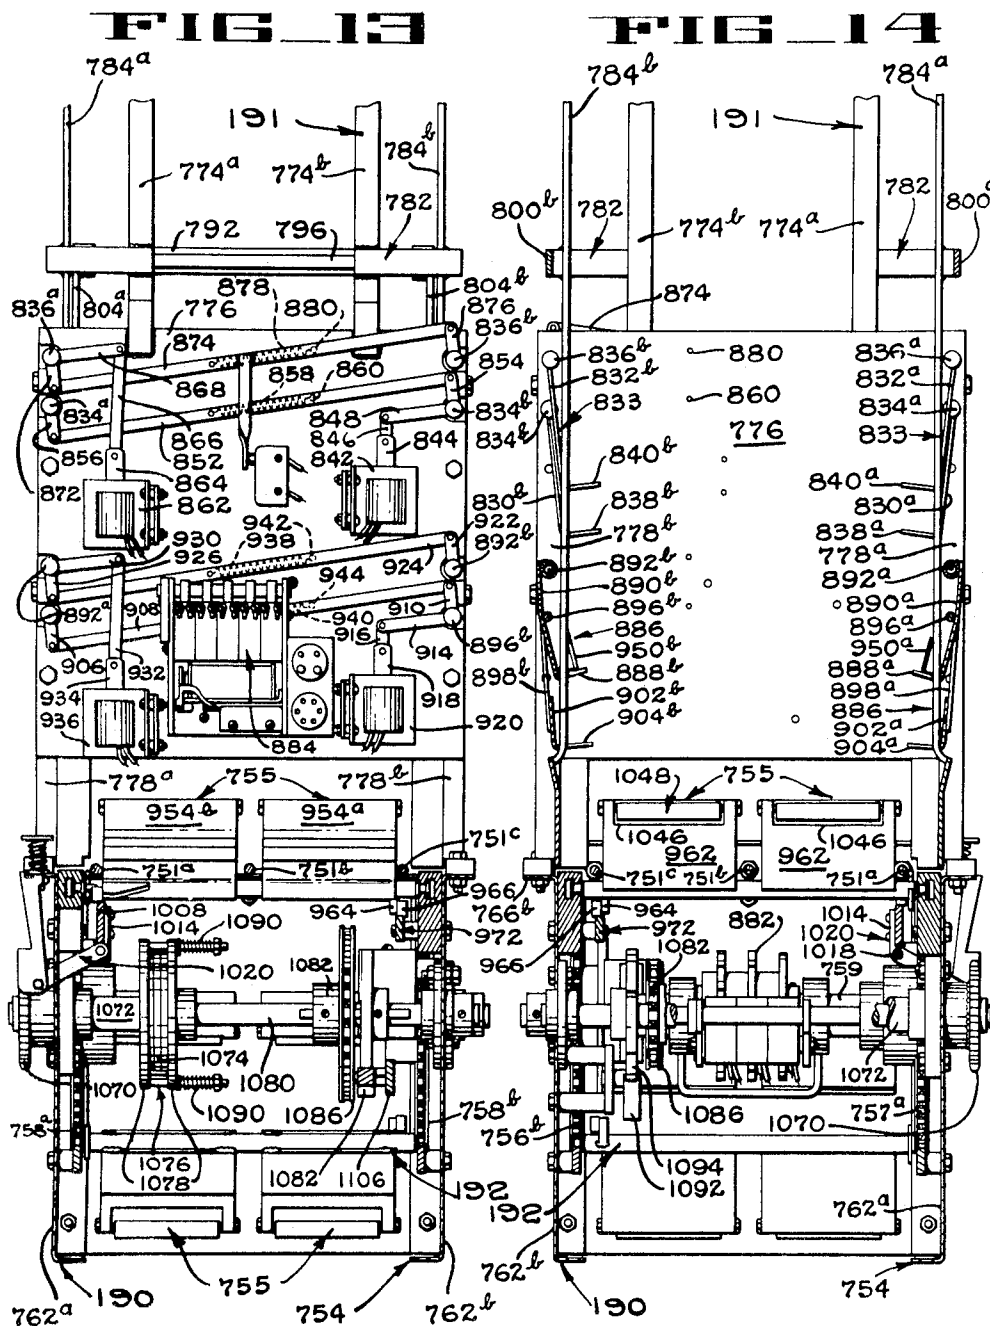 FIG_13
FIG_14
784ᵃ
191
784ᵇ
774ᵃ
774ᵇ
792
796
782
878
804ᵇ
836ᵃ
804ᵃ
776
880
876
874
836ᵇ
868
858
860
854
834ᵃ
848
834ᵇ
866
846
844
856
852
842
872
864
862
942
922
930
938
892ᵇ
926
944
924
892ᵃ
908
940
910
916
906
932
914
896ᵇ
934
918
936
920
884
778ᵃ
755
778ᵇ
954ᵇ
954ᵃ
751ᶜ
751ᵃ
751ᵇ
966
964
1008
1090
1014
972
1020
1082
1072
1074
1080
1070
1090
1086
758ᵇ
758ᵃ
1076
1078
1082
1106
192
755
762ᵃ
190
754
762ᵇ
784ᵇ
784ᵃ
191
800ᵇ
782
774ᵇ
774ᵃ
782
800ᵃ
874
836ᵇ
880
836ᵃ
832ᵇ
832ᵃ
833
860
834ᵃ
834ᵇ
776
833
840ᵇ
840ᵃ
830ᵇ
838ᵇ
830ᵃ
838ᵃ
778ᵇ
778ᵃ
892ᵇ
892ᵃ
890ᵇ
890ᵃ
896ᵇ
896ᵃ
886
950ᵃ
950ᵇ
888ᵃ
888ᵇ
898ᵇ
898ᵃ
902ᵇ
886
904ᵇ
902ᵃ
904ᵃ
1048
755
1046
1046
962
962
751ᶜ
751ᵇ
751ᵃ
766ᵇ
964
882
1014
972
1082
1020
966
1018
759
1072
1086
757ᵃ
756ᵇ
1070
1094
1092
192
762ᵃ
762ᵇ
190
754